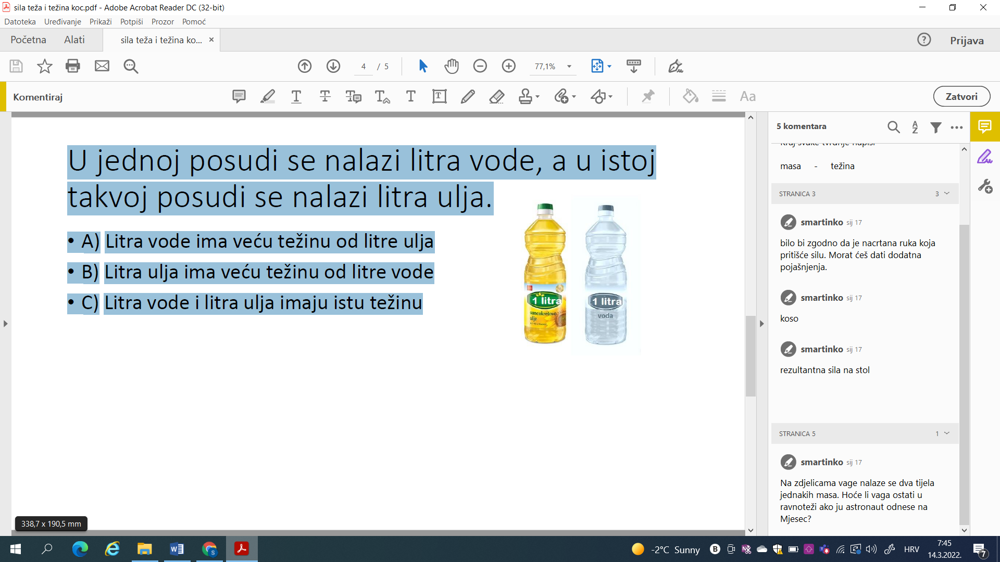 sila teža i težina koc.pdf - Adobe Acrobat Reader DC (32-bit)
Datoteka Uređivanje Prikaži Potpiši Prozor Pomoć
Početna Alati sila teža i težina ko... × ? Prijava
4 / 5 77,1%
Komentiraj Aa Zatvori
U jednoj posudi se nalazi litra vode, a u istoj
takvoj posudi se nalazi litra ulja.
• A) Litra vode ima veću težinu od litre ulja
• B) Litra ulja ima veću težinu od litre vode
• C) Litra vode i litra ulja imaju istu težinu
1 litra
suncokretovo
ulje
1 litra
voda
338,7 x 190,5 mm
5 komentara
masa - težina
STRANICA 3 3
smartinko sij 17
bilo bi zgodno da je nacrtana ruka koja
pritišće silu. Morat ćeš dati dodatna
pojašnjenja.
smartinko sij 17
koso
smartinko sij 17
rezultantna sila na stol
STRANICA 5 1
smartinko sij 17
Na zdjelicama vage nalaze se dva tijela
jednakih masa. Hoće li vaga ostati u
ravnoteži ako ju astronaut odnese na
Mjesec?
-2°C Sunny HRV 7:45
14.3.2022. 7